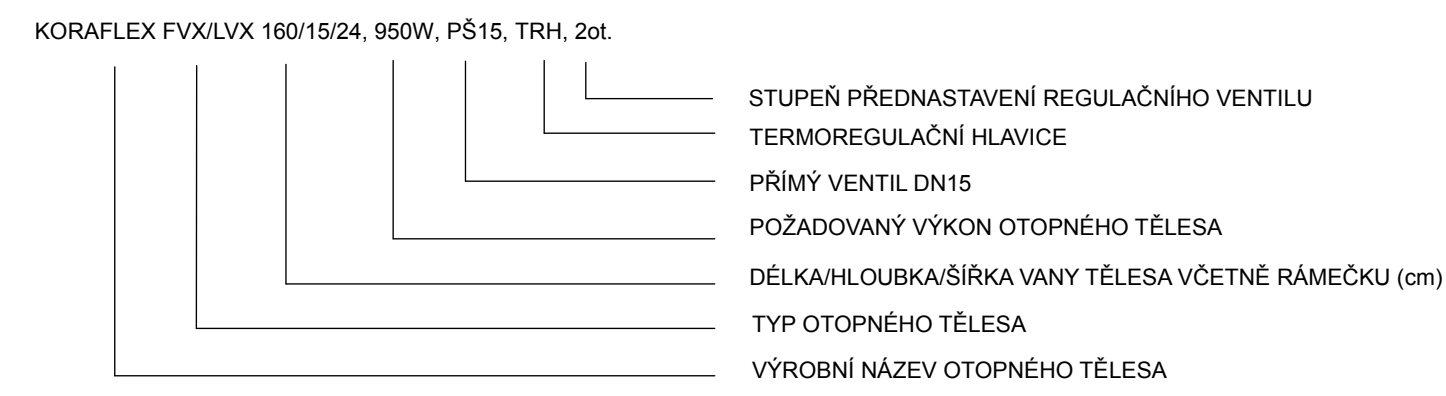 KORAFLEX FVX/LVX 160/15/24, 950W, PŠ15, TRH, 2ot.
STUPEŇ PŘEDNASTAVENÍ REGULAČNÍHO VENTILU
TERMOREGULAČNÍ HLAVICE
PŘÍMÝ VENTIL DN15
POŽADOVANÝ VÝKON OTOPNÉHO TĚLESA
DÉLKA/HLOUBKA/ŠÍŘKA VANY TĚLESA VČETNĚ RÁMEČKU (cm)
TYP OTOPNÉHO TĚLESA
VÝROBNÍ NÁZEV OTOPNÉHO TĚLESA